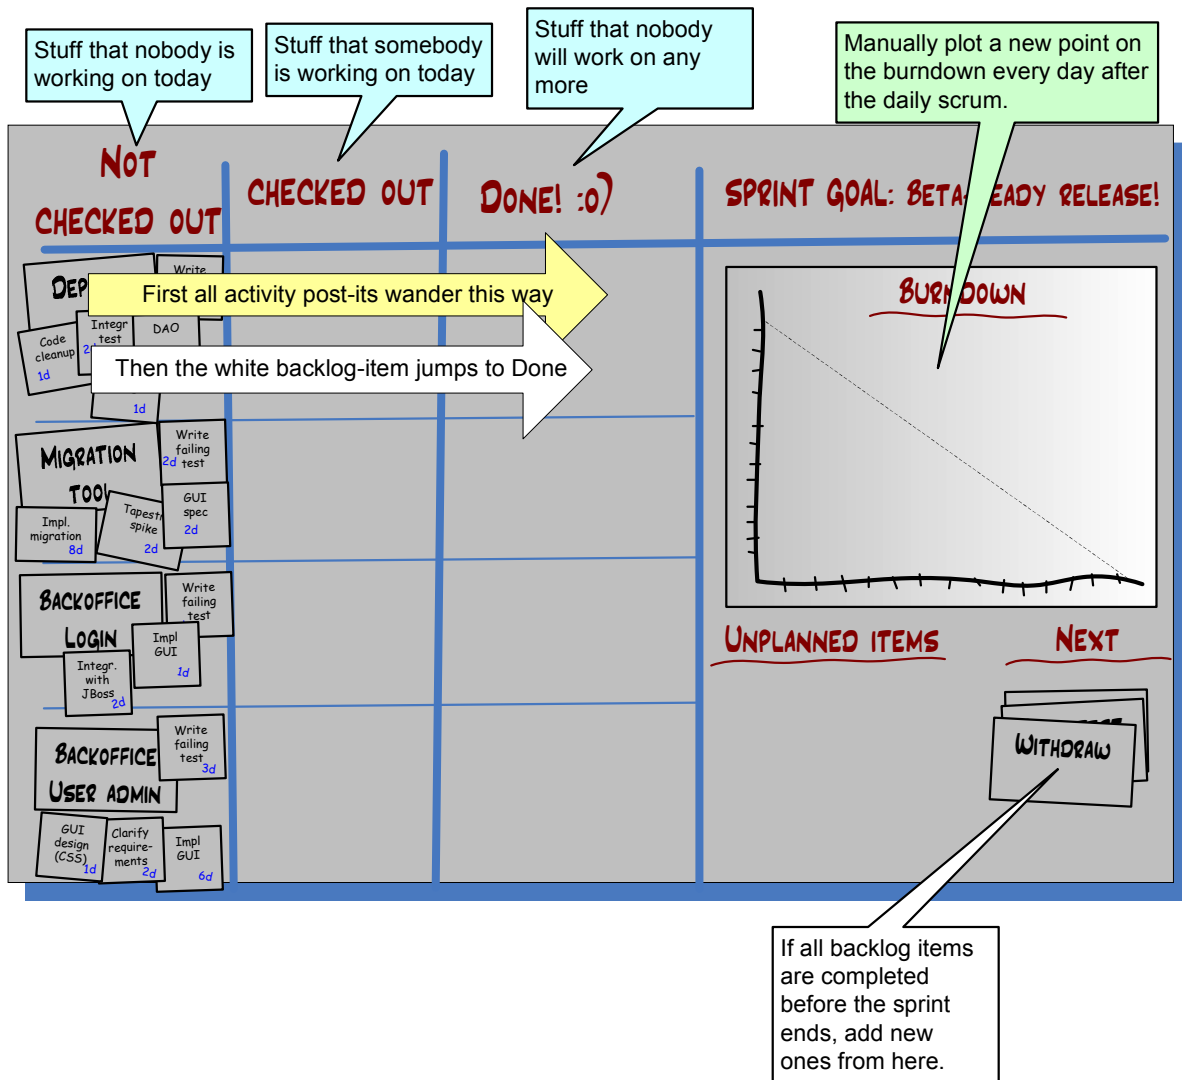 Stuff that nobody is
working on today
Stuff that somebody
is working on today
Stuff that nobody
will work on any
more
Manually plot a new point on
the burndown every day after
the daily scrum.
NOT
CHECKED OUT
CHECKED OUT
DONE! :o)
SPRINT GOAL: BETA-READY RELEASE!
Write
First all activity post-its wander this way
Integr
test
2d
DAO
Code
cleanup
1d
Then the white backlog-item jumps to Done
1d
MIGRATION
TOOL
Write
failing
test
2d
GUI
spec
2d
Impl.
migration
8d
Tapestry
spike
2d
BACKOFFICE
LOGIN
Write
failing
test
Impl
GUI
1d
Integr.
with
JBoss
2d
BACKOFFICE
USER ADMIN
Write
failing
test
3d
GUI
design
(CSS)
1d
Clarify
require-
ments
2d
Impl
GUI
6d
BURNDOWN
UNPLANNED ITEMS
NEXT
WITHDRAW
If all backlog items
are completed
before the sprint
ends, add new
ones from here.